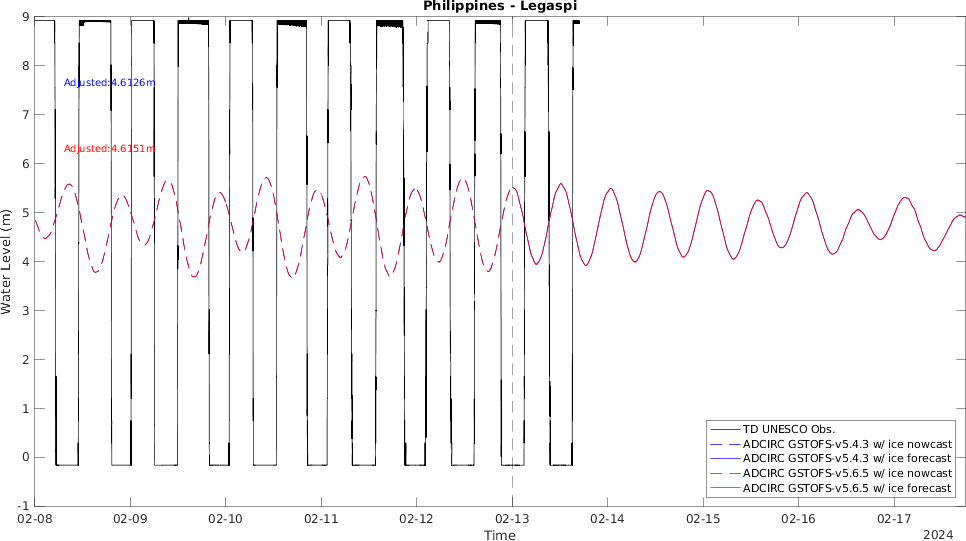 Philippines - Legaspi
9
8
Adjusted:4.6126m
7
Adjusted:4.6151m
6
5
Water Level (m)
4
3
2
1
0
-1
TD UNESCO Obs.
ADCIRC GSTOFS-v5.4.3 w/ ice nowcast
ADCIRC GSTOFS-v5.4.3 w/ ice forecast
ADCIRC GSTOFS-v5.6.5 w/ ice nowcast
ADCIRC GSTOFS-v5.6.5 w/ ice forecast
02-08 02-09 02-10 02-11 02-12 02-13 02-14 02-15 02-16 02-17
Time
2024